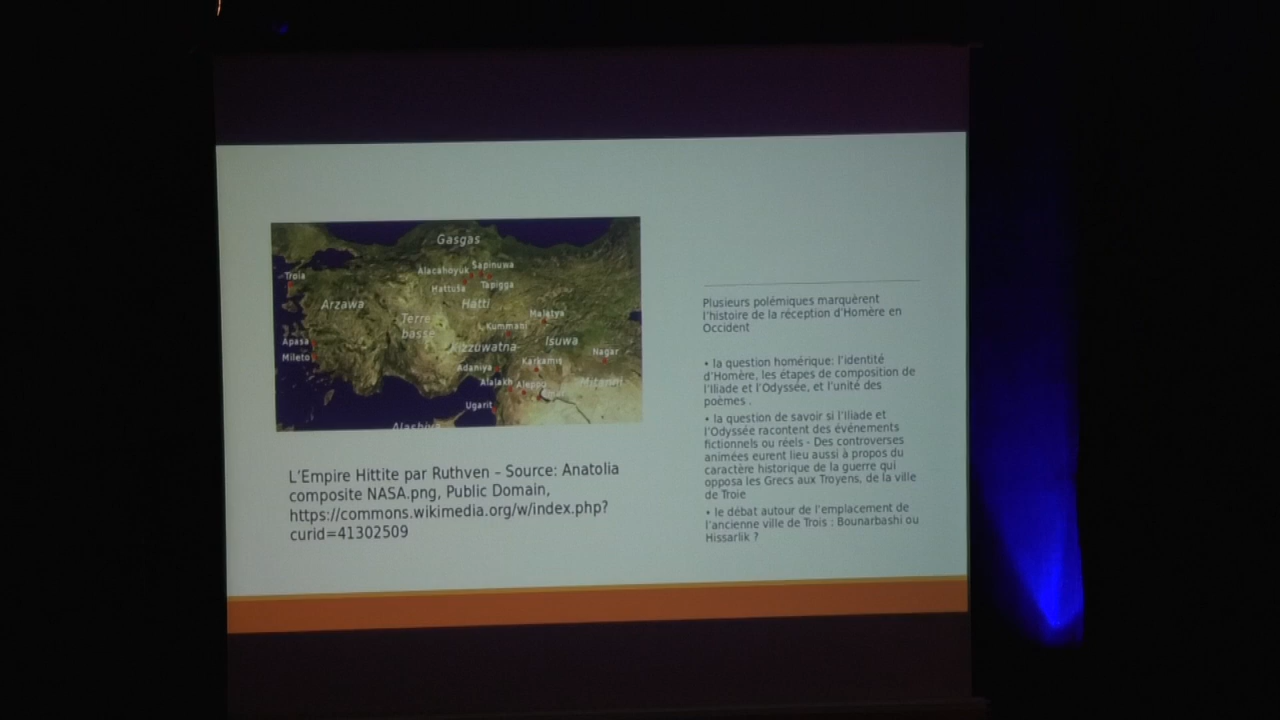 Gasgas
Alacahoyuk
Šapinuwa
Troia
Hattuša
Tapigga
Arzawa
Hatti
Malatya
Terre
basse
Kummani
Apasa
Kizzuwatna
Isuwa
Mileto
Nagar
Karkamis
Adaniya
Alalakh
Alepou
Mitanni
Ugarit
Alashiya
L'Empire Hittite par Ruthven – Source: Anatolia
composite NASA.png, Public Domain,
https://commons.wikimedia.org/w/index.php?
curid=41302509
Plusieurs polémiques marquèrent
l'histoire de la réception d'Homère en
Occident
• la question homérique: l'identité
d'Homère, les étapes de composition de
l'Iliade et l'Odyssée, et l'unité des
poèmes .
• la question de savoir si l'Iliade et
l'Odyssée racontent des événements
fictionnels ou réels - Des controverses
animées eurent lieu aussi à propos du
caractère historique de la guerre qui
opposa les Grecs aux Troyens, de la ville
de Troie
• le débat autour de l'emplacement de
l'ancienne ville de Trois : Bounarbashi ou
Hissarlik ?